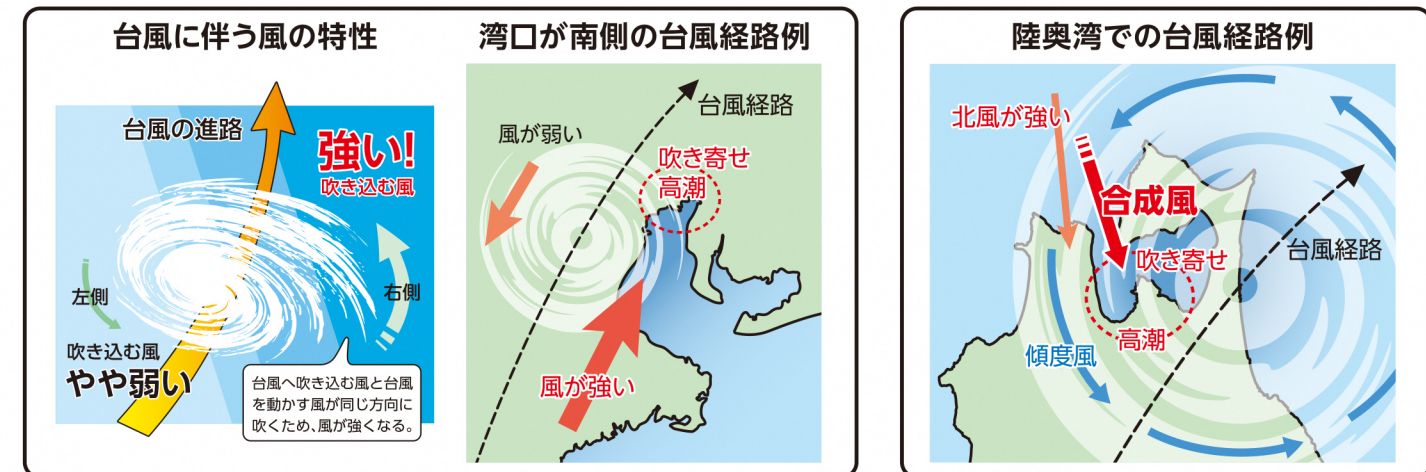 台風に伴う風の特性
台風の進路
強い!
吹き込む風
左側
右側
吹き込む風
やや弱い
台風へ吹き込む風と台風
を動かす風が同じ方向に
吹くため、風が強くなる。
湾口が南側の台風経路例
台風経路
風が弱い
吹き寄せ
高潮
風が強い
陸奥湾での台風経路例
北風が強い
合成風
吹き寄せ
台風経路
高潮
傾度風